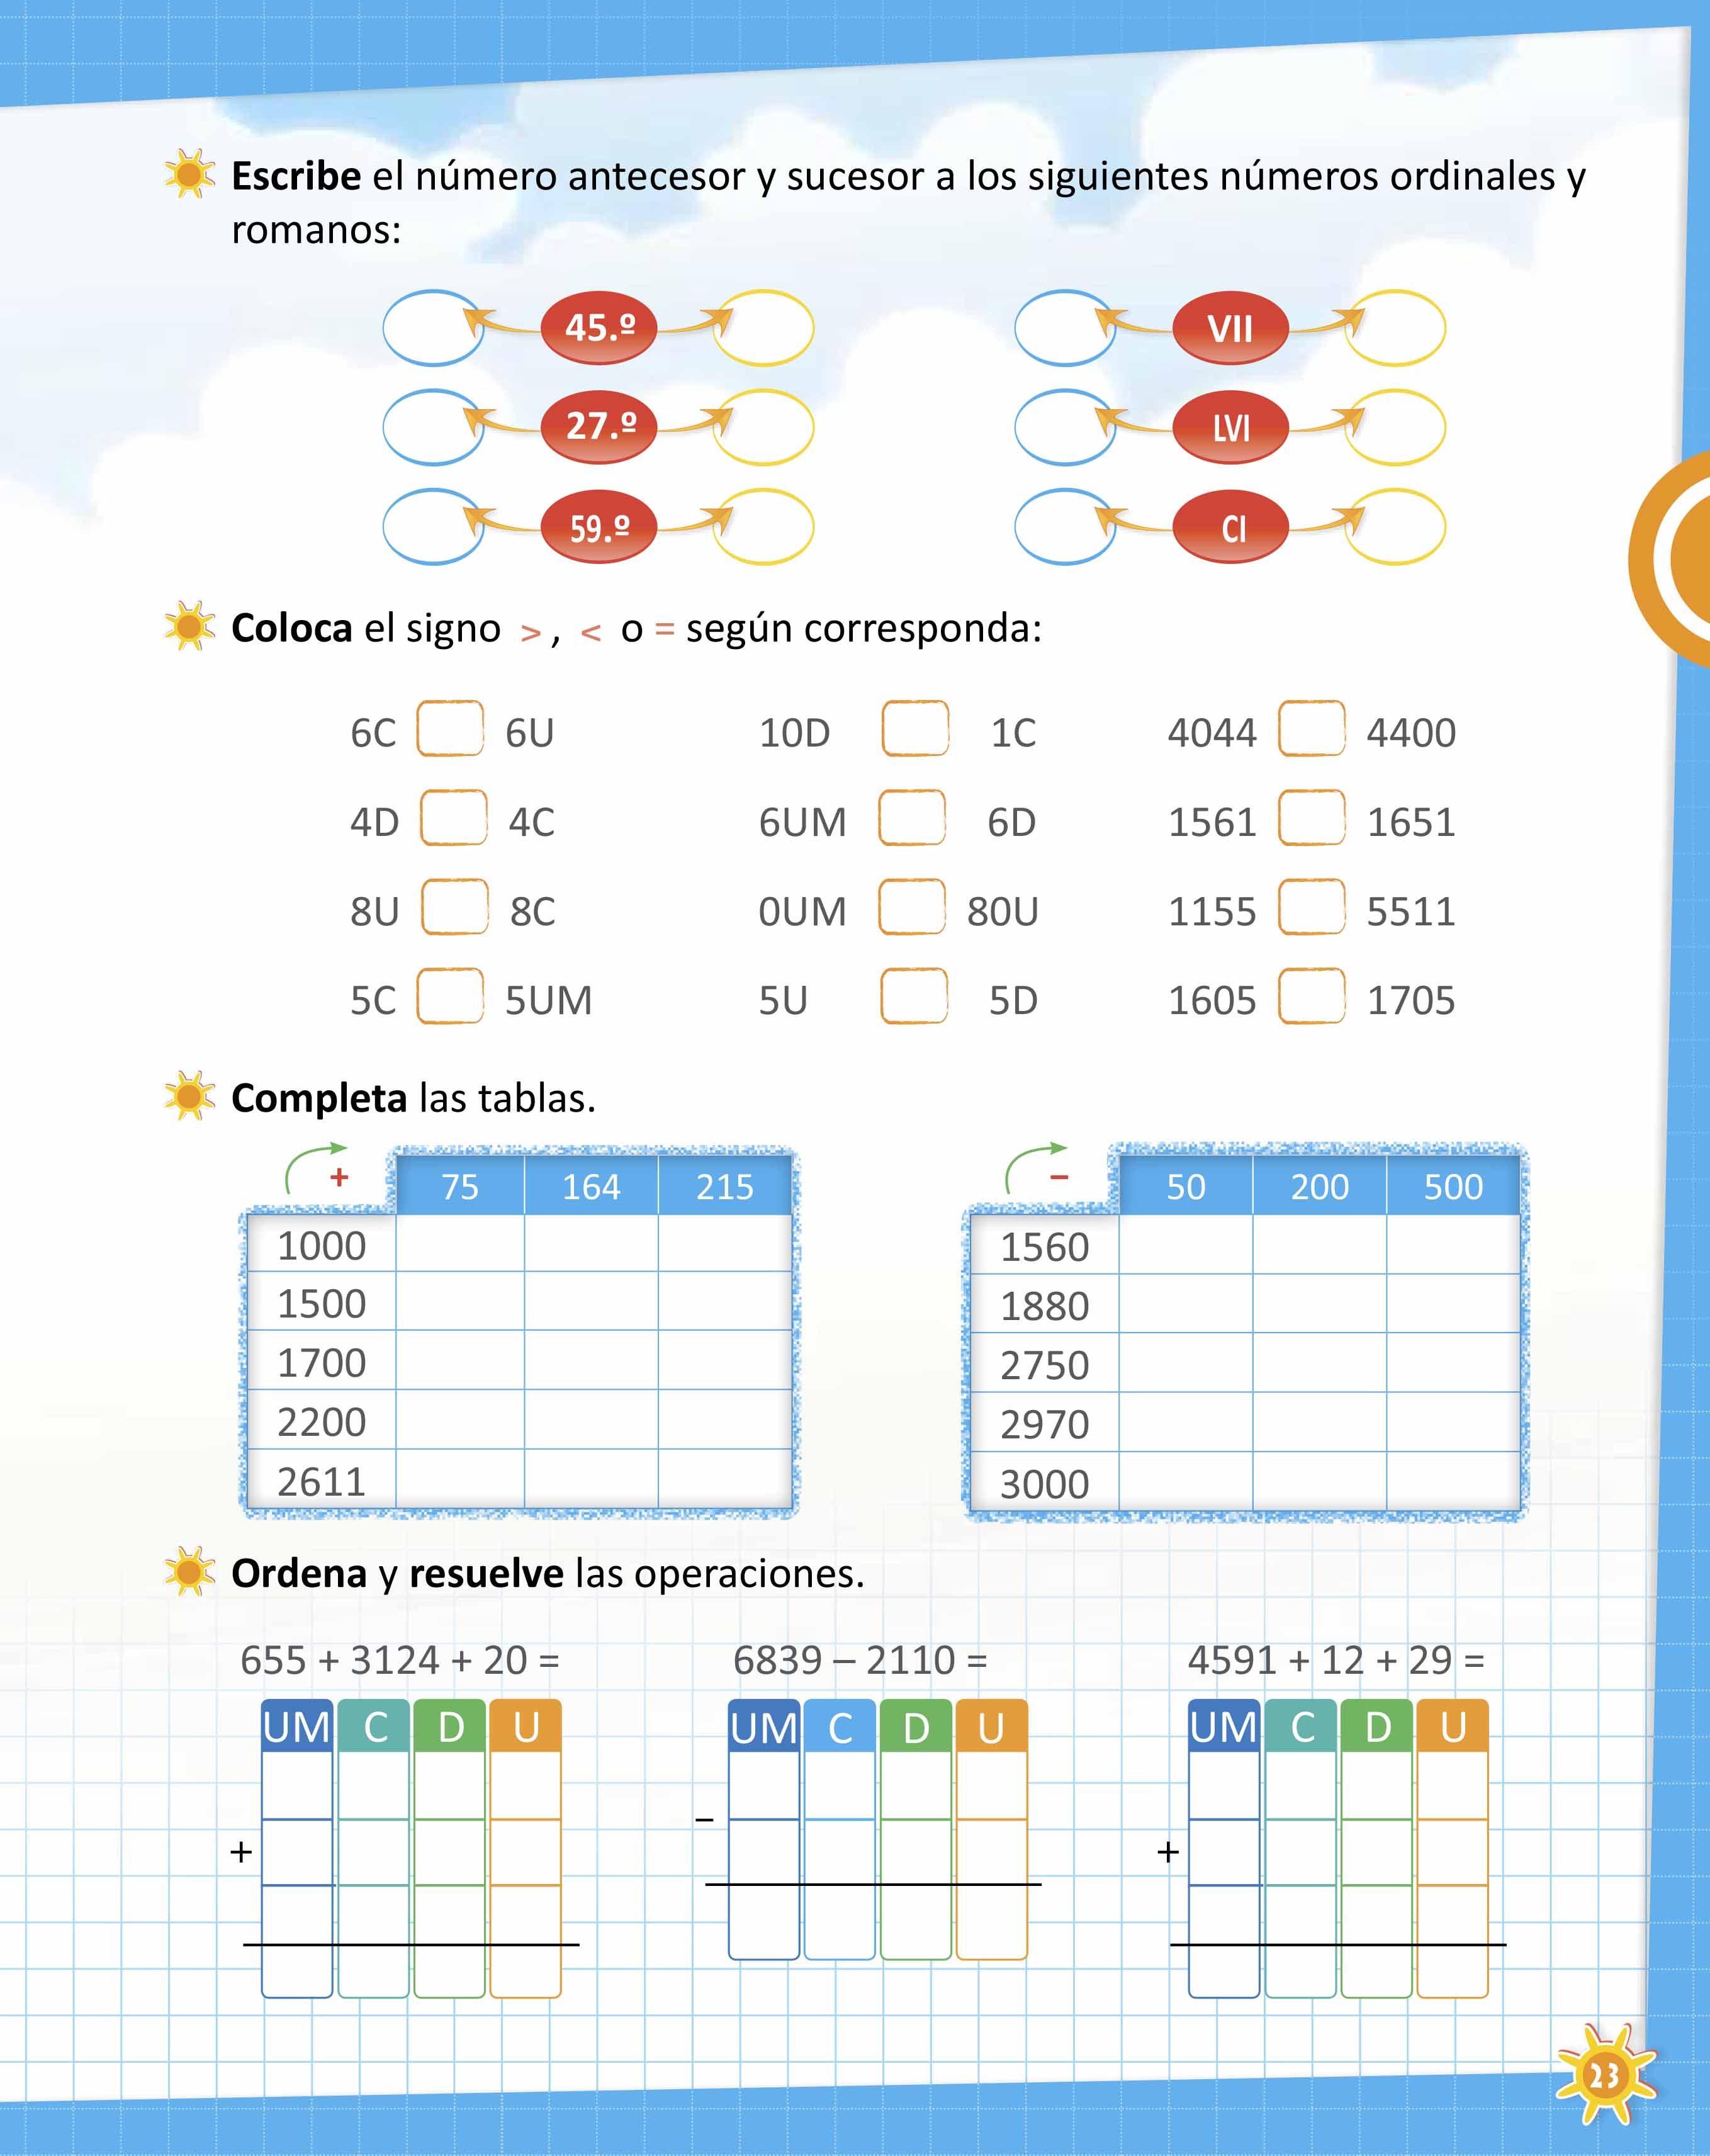 Escribe el número antecesor y sucesor a los siguientes números ordinales y
romanos:
45.º VII
27.º LVI
59.º CI
Coloca el signo > , < o = según corresponda:
6C 6U 10D 1C 4044 4400
4D 4C 6UM 6D 1561 1651
8U 8C 0UM 80U 1155 5511
5C 5UM 5U 5D 1605 1705
Completa las tablas.
+ 75 164 215 – 50 200 500
1000 1560
1500 1880
1700 2750
2200 2970
2611 3000
Ordena y resuelve las operaciones.
655 + 3124 + 20 = 6839 – 2110 = 4591 + 12 + 29 =
UM C D U UM C D U UM C D U
–
+ +
23